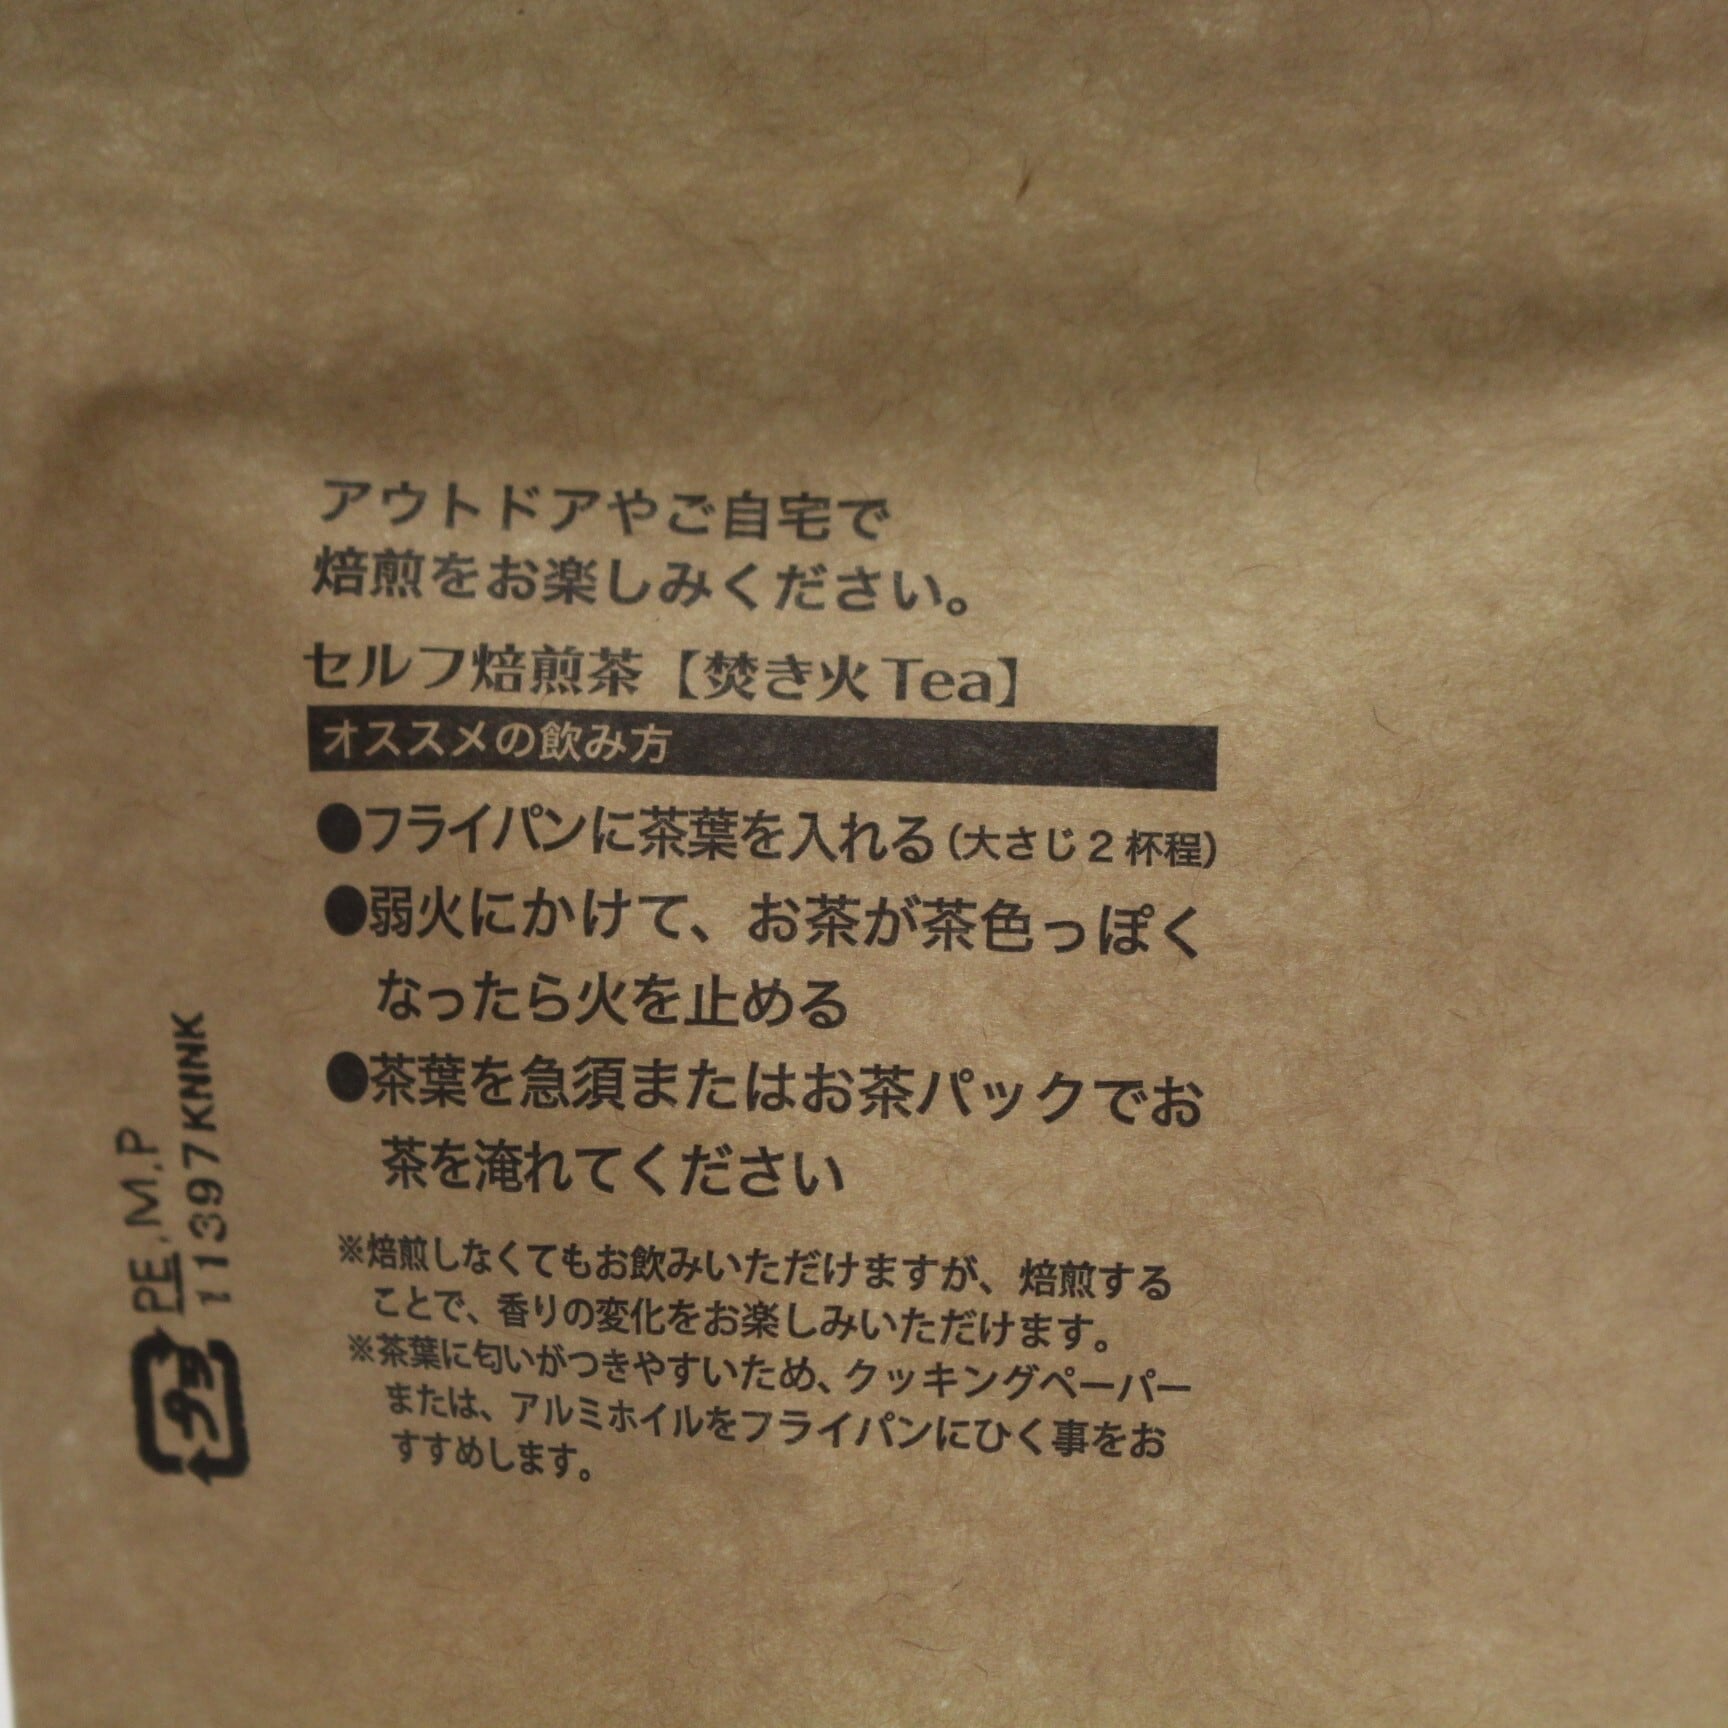 アウトドアやご自宅で
焙煎をお楽しみください。
セルフ焙煎茶【焚き火Tea】
オススメの飲み方
●フライパンに茶葉を入れる(大さじ2杯程)
●弱火にかけて、お茶が茶色っぽく
なったら火を止める
●茶葉を急須またはお茶パックでお
茶を淹れてください
※焙煎しなくてもお飲みいただけますが、焙煎する
ことで、香りの変化をお楽しみいただけます。
※茶葉に匂いがつきやすいため、クッキングペーパー
または、アルミホイルをフライパンにひく事をお
すすめします。
プラ
PE,M,P
11397KNNK